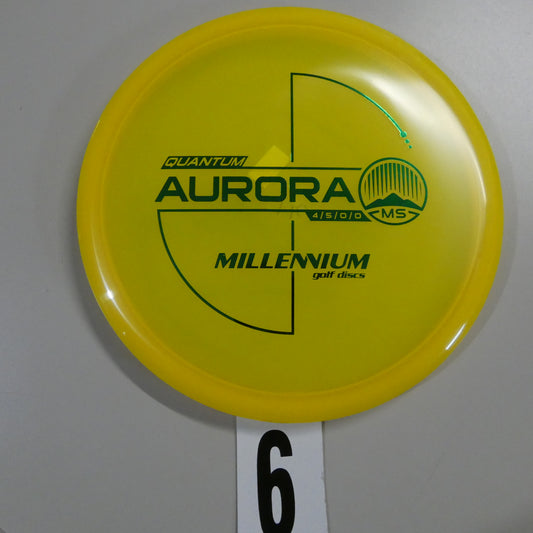 QUANTUM
AURORA
4/5/0/0
MS
MILLENNIUM
golf discs
6